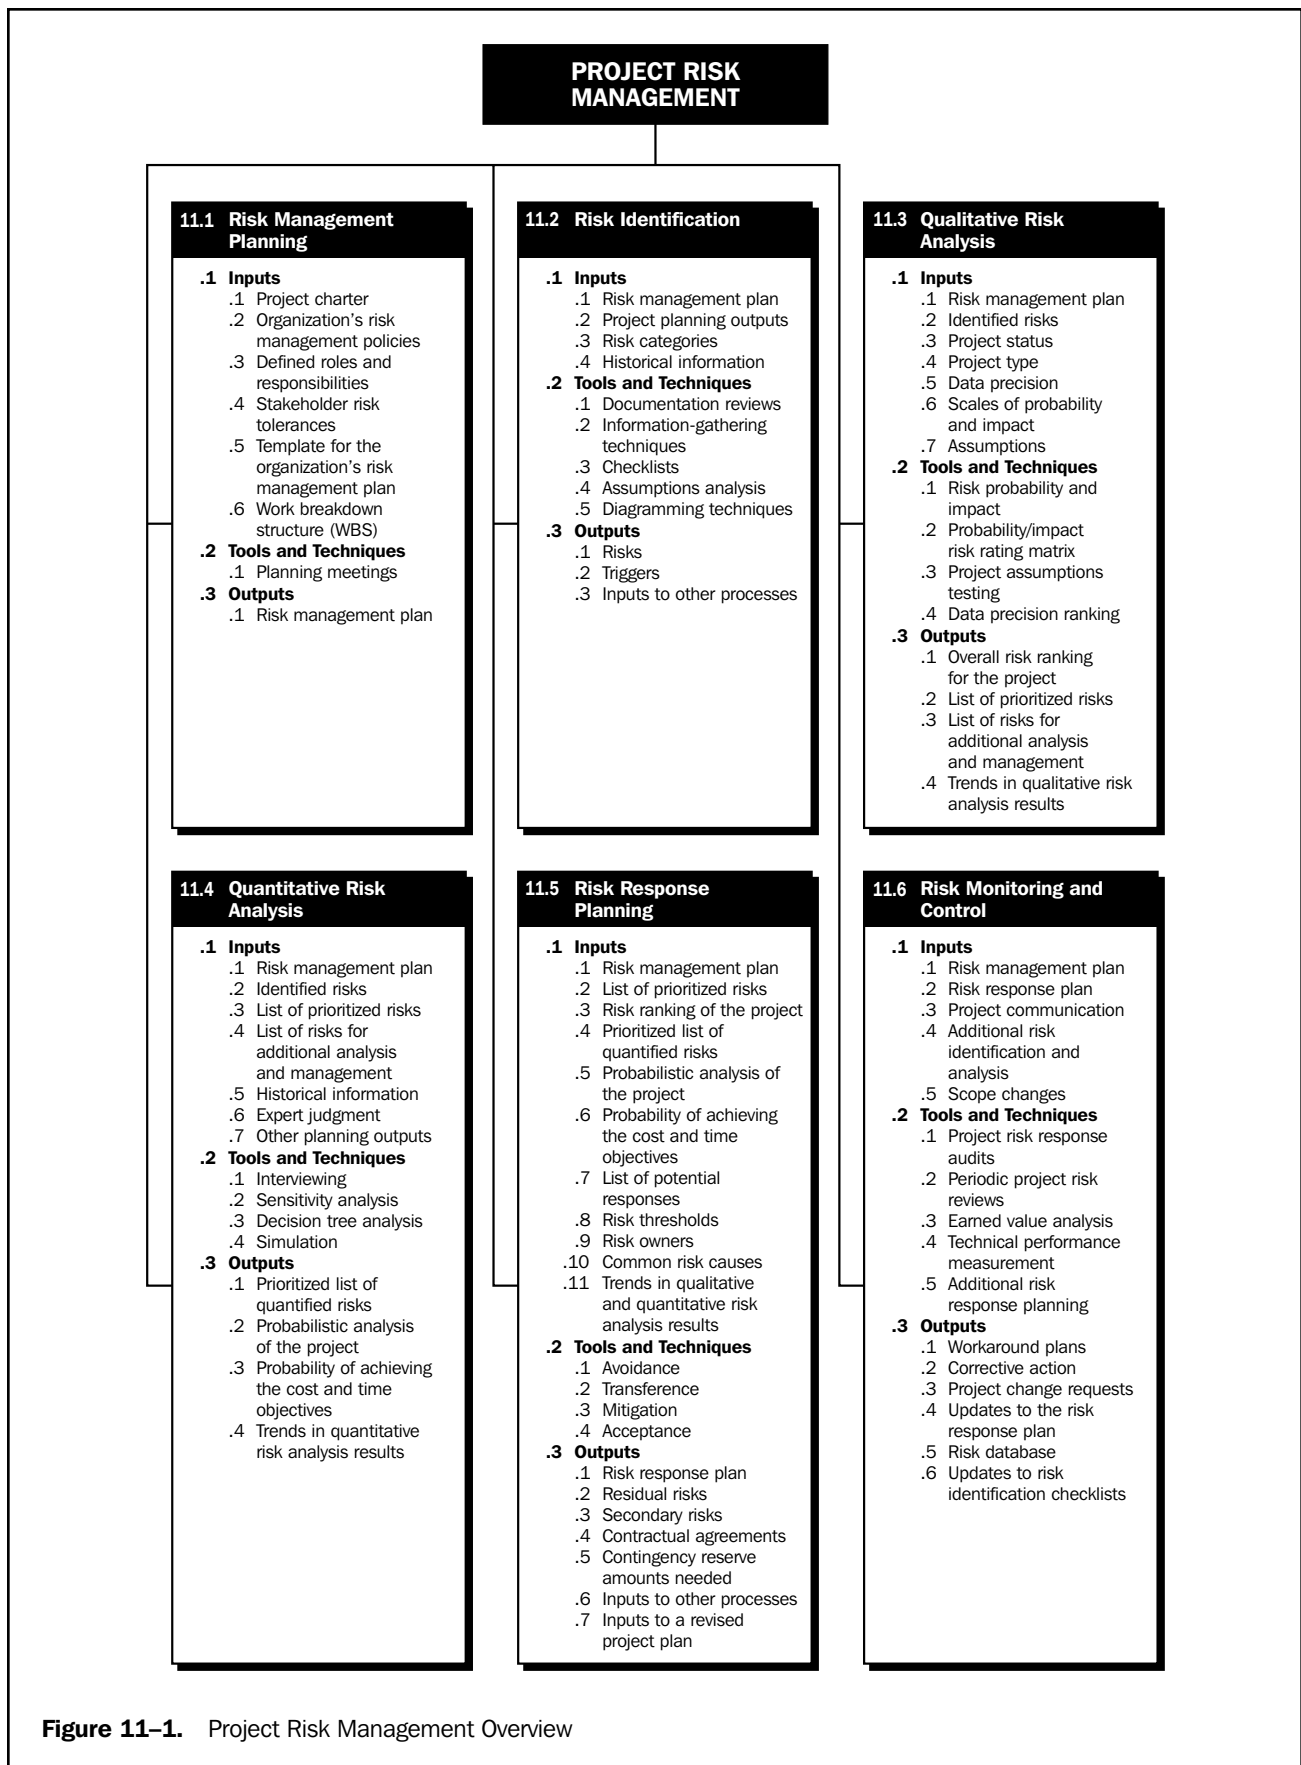 PROJECT RISK
MANAGEMENT
11.1 Risk Management
Planning
.1 Inputs
.1 Project charter
.2 Organization’s risk
management policies
.3 Defined roles and
responsibilities
.4 Stakeholder risk
tolerances
.5 Template for the
organization’s risk
management plan
.6 Work breakdown
structure (WBS)
.2 Tools and Techniques
.1 Planning meetings
.3 Outputs
.1 Risk management plan
11.2 Risk Identification
.1 Inputs
.1 Risk management plan
.2 Project planning outputs
.3 Risk categories
.4 Historical information
.2 Tools and Techniques
.1 Documentation reviews
.2 Information-gathering
techniques
.3 Checklists
.4 Assumptions analysis
.5 Diagramming techniques
.3 Outputs
.1 Risks
.2 Triggers
.3 Inputs to other processes
11.3 Qualitative Risk
Analysis
.1 Inputs
.1 Risk management plan
.2 Identified risks
.3 Project status
.4 Project type
.5 Data precision
.6 Scales of probability
and impact
.7 Assumptions
.2 Tools and Techniques
.1 Risk probability and
impact
.2 Probability/impact
risk rating matrix
.3 Project assumptions
testing
.4 Data precision ranking
.3 Outputs
.1 Overall risk ranking
for the project
.2 List of prioritized risks
.3 List of risks for
additional analysis
and management
.4 Trends in qualitative risk
analysis results
11.4 Quantitative Risk
Analysis
.1 Inputs
.1 Risk management plan
.2 Identified risks
.3 List of prioritized risks
.4 List of risks for
additional analysis
and management
.5 Historical information
.6 Expert judgment
.7 Other planning outputs
.2 Tools and Techniques
.1 Interviewing
.2 Sensitivity analysis
.3 Decision tree analysis
.4 Simulation
.3 Outputs
.1 Prioritized list of
quantified risks
.2 Probabilistic analysis
of the project
.3 Probability of achieving
the cost and time
objectives
.4 Trends in quantitative
risk analysis results
11.5 Risk Response
Planning
.1 Inputs
.1 Risk management plan
.2 List of prioritized risks
.3 Risk ranking of the project
.4 Prioritized list of
quantified risks
.5 Probabilistic analysis of
the project
.6 Probability of achieving
the cost and time
objectives
.7 List of potential
responses
.8 Risk thresholds
.9 Risk owners
.10 Common risk causes
.11 Trends in qualitative
and quantitative risk
analysis results
.2 Tools and Techniques
.1 Avoidance
.2 Transference
.3 Mitigation
.4 Acceptance
.3 Outputs
.1 Risk response plan
.2 Residual risks
.3 Secondary risks
.4 Contractual agreements
.5 Contingency reserve
amounts needed
.6 Inputs to other processes
.7 Inputs to a revised
project plan
11.6 Risk Monitoring and
Control
.1 Inputs
.1 Risk management plan
.2 Risk response plan
.3 Project communication
.4 Additional risk
identification and
analysis
.5 Scope changes
.2 Tools and Techniques
.1 Project risk response
audits
.2 Periodic project risk
reviews
.3 Earned value analysis
.4 Technical performance
measurement
.5 Additional risk
response planning
.3 Outputs
.1 Workaround plans
.2 Corrective action
.3 Project change requests
.4 Updates to the risk
response plan
.5 Risk database
.6 Updates to risk
identification checklists
Figure 11–1. Project Risk Management Overview